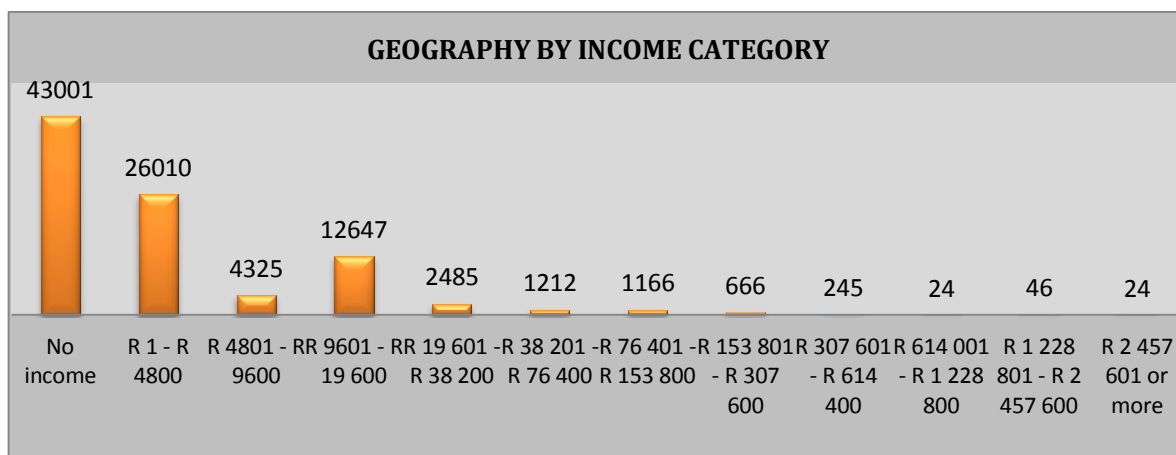 GEOGRAPHY BY INCOME CATEGORY
43001
26010
4325
12647
2485
1212
1166
666
245
24
46
24
No
income
R 1 - R
4800
R 4801 - R
9600
R 9601 - R
19 600
R 19 601 -
R 38 200
R 38 201 -
R 76 400
R 76 401 -
R 153 800
R 153 801
- R 307
600
R 307 601
- R 614
400
R 614 001
- R 1 228
800
R 1 228
801 - R 2
457 600
R 2 457
601 or
more